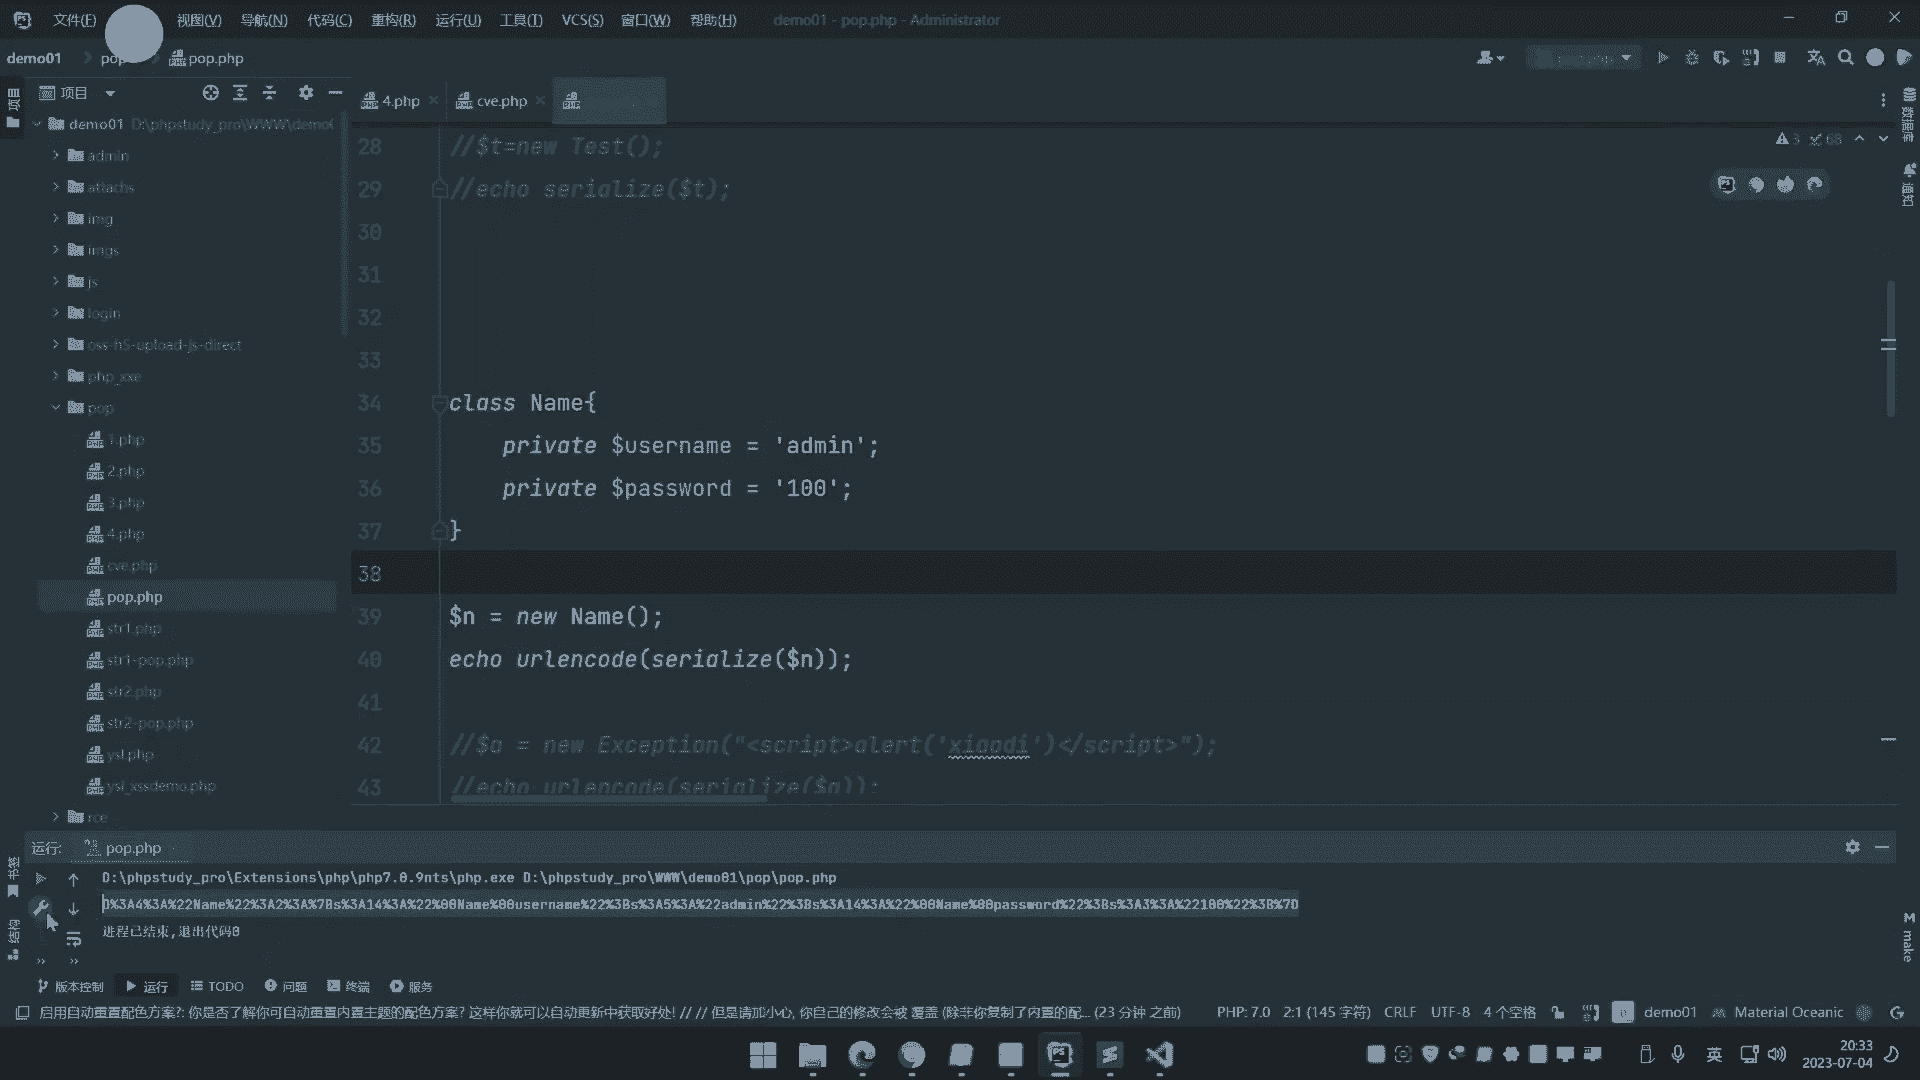 文件(F) 视图(V) 导航(N) 代码(C) 重构(R) 运行(U) 工具(T) VCS(S) 窗口(W) 帮助(H) demo01 - pop.php - Administrator
demo01 pop.php
项目
4.php cve.php
demo01 D:\phpstudy_pro\WWW\demo
admin
attachs
img
imgs
js
login
oss-h5-upload-js-direct
php_xxe
pop
1.php
2.php
3.php
4.php
cve.php
pop.php
str1.php
str1-pop.php
str2.php
str2-pop.php
ysl.php
ysl_xssdemo.php
rce
3 68
28 //$t=new Test();
29 //echo serialize($t);
30
31
32
33
34 class Name{
35 private $username = 'admin';
36 private $password = '100';
37 }
38
39 $n = new Name();
40 echo urlencode(serialize($n));
41
42 //$a = new Exception("<script>alert('xiaodi')</script>");
43 //echo urlencode(serialize($a));
数据库
通知
运行: pop.php
D:\phpstudy_pro\Extensions\php\php7.0.9nts\php.exe D:\phpstudy_pro\WWW\demo01\pop\pop.php
O%3A4%3A%22Name%22%3A2%3A%7Bs%3A14%3A%22%00Name%00username%22%3Bs%3A5%3A%22admin%22%3Bs%3A14%3A%22%00Name%00password%22%3Bs%3A3%3A%22100%22%3B%7D
进程已结束,退出代码0
书签
结构
make
版本控制 运行 TODO 问题 终端 服务
启用自动重置配色方案?: 你是否了解你可自动重置内置主题的配色方案? 这样你就可以自动更新中获取好处! // // 但是请加小心, 你自己的修改会被 覆盖 (除非你复制了内置的配... (23 分钟 之前) PHP: 7.0 2:1 (145 字符) CRLF UTF-8 4 个空格 demo01 Material Oceanic
英 20:33
2023-07-04